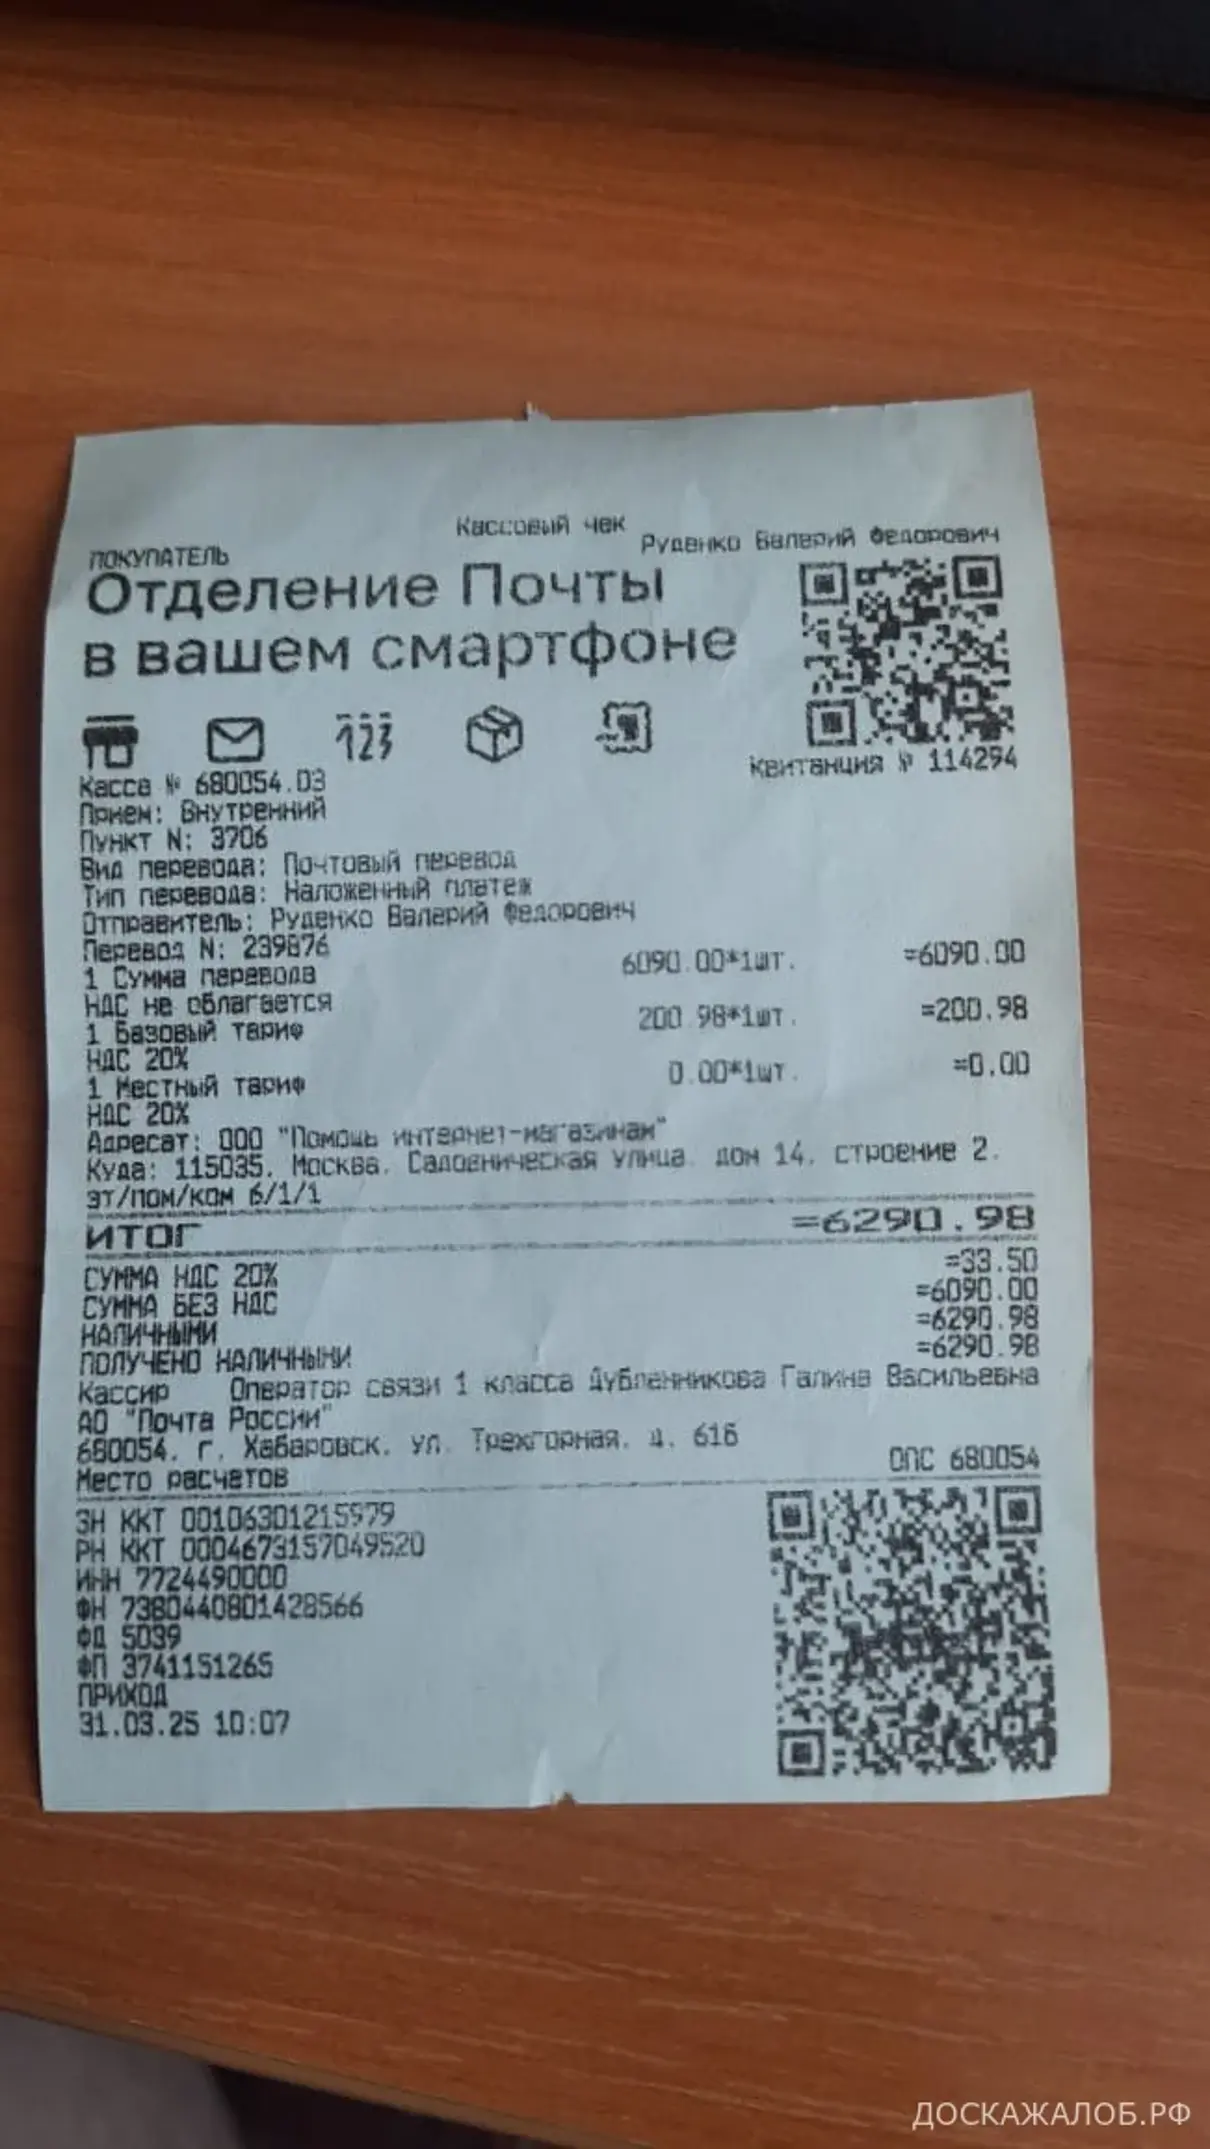 Кассовый чек
ПОКУПАТЕЛЬ Руденко Валерий Федорович
Отделение Почты
в вашем смартфоне
123
Квитанция № 114294
Касса № 680054.03
Прием: Внутренний
Пункт N: 3706
Вид перевода: Почтовый перевод
Тип перевода: Наложенный платеж
Отправитель: Руденко Валерий Федорович
Перевод N: 239876
1 Сумма перевода 6090.00*1шт. =6090.00
НДС не облагается
1 Базовый тариф 200.98*1шт. =200.98
НДС 20%
1 Местный тариф 0.00*1шт. =0.00
НДС 20%
Адресат: ООО "Помощь интернет-магазинам"
Куда: 115035, Москва, Садовническая улица, дом 14, строение 2,
эт/пом/ком 6/1/1
ИТОГ =6290.98
СУММА НДС 20% =33.50
СУММА БЕЗ НДС =6090.00
НАЛИЧНЫМИ =6290.98
ПОЛУЧЕНО НАЛИЧНЫМИ =6290.98
Кассир Оператор связи 1 класса Дубленникова Галина Васильевна
АО "Почта России"
680054, г. Хабаровск, ул. Трехгорная, д. 61б
Место расчетов ОПС 680054
ЗН ККТ 00106301215979
РН ККТ 0004673157049520
ИНН 7724490000
ФН 7380440801428566
ФД 5039
ФП 3741151265
ПРИХОД
31.03.25 10:07
ДОСКАЖАЛОБ.РФ